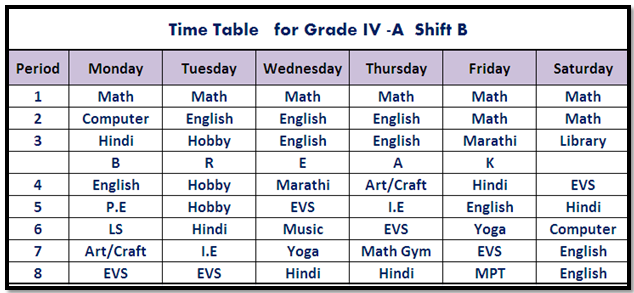 Time Table for Grade IV -A Shift B
Period Monday Tuesday Wednesday Thursday Friday Saturday
1 Math Math Math Math Math Math
2 Computer English English English Math Math
3 Hindi Hobby English English Marathi Library
B R E A K
4 English Hobby Marathi Art/Craft Hindi EVS
5 P.E Hobby EVS I.E English Hindi
6 LS Hindi Music EVS Yoga Computer
7 Art/Craft I.E Yoga Math Gym EVS English
8 EVS EVS Hindi Hindi MPT English